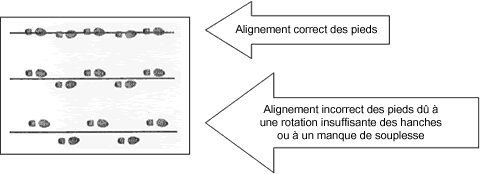 Alignement correct des pieds
Alignement incorrect des pieds dû à
une rotation insuffisante des hanches
ou à un manque de souplesse